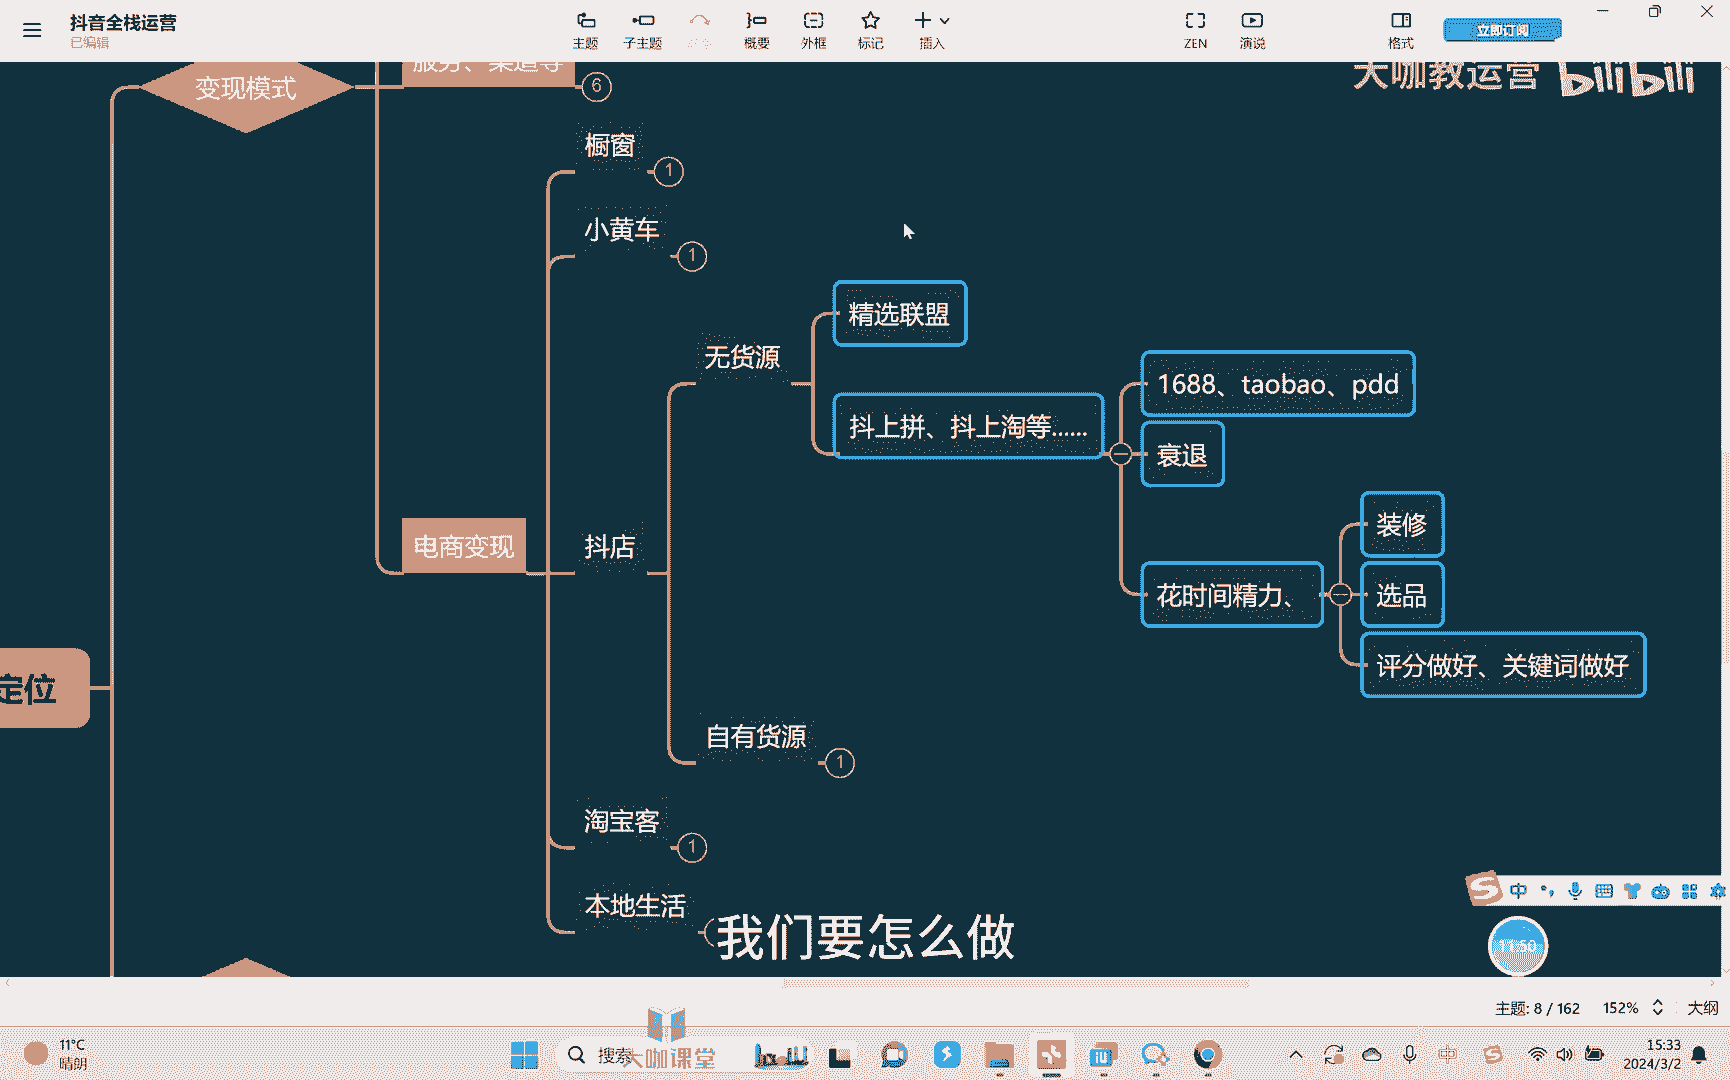 抖音全栈运营
已编辑
主题
子主题
概要
外框
标记
插入
ZEN
演说
格式
立即订阅
大咖教运营 bilibili
变现模式
服务、渠道等
6
橱窗
1
小黄车
1
精选联盟
无货源
1688、taobao、pdd
抖上拼、抖上淘等......
衰退
装修
电商变现
抖店
花时间精力、
选品
评分做好、关键词做好
定位
自有货源
1
淘宝客
1
本地生活
我们要怎么做
中
11:50
主题: 8 / 162
152%
大纲
11°C
晴朗
搜索
大咖课堂
中
15:33
2024/3/2